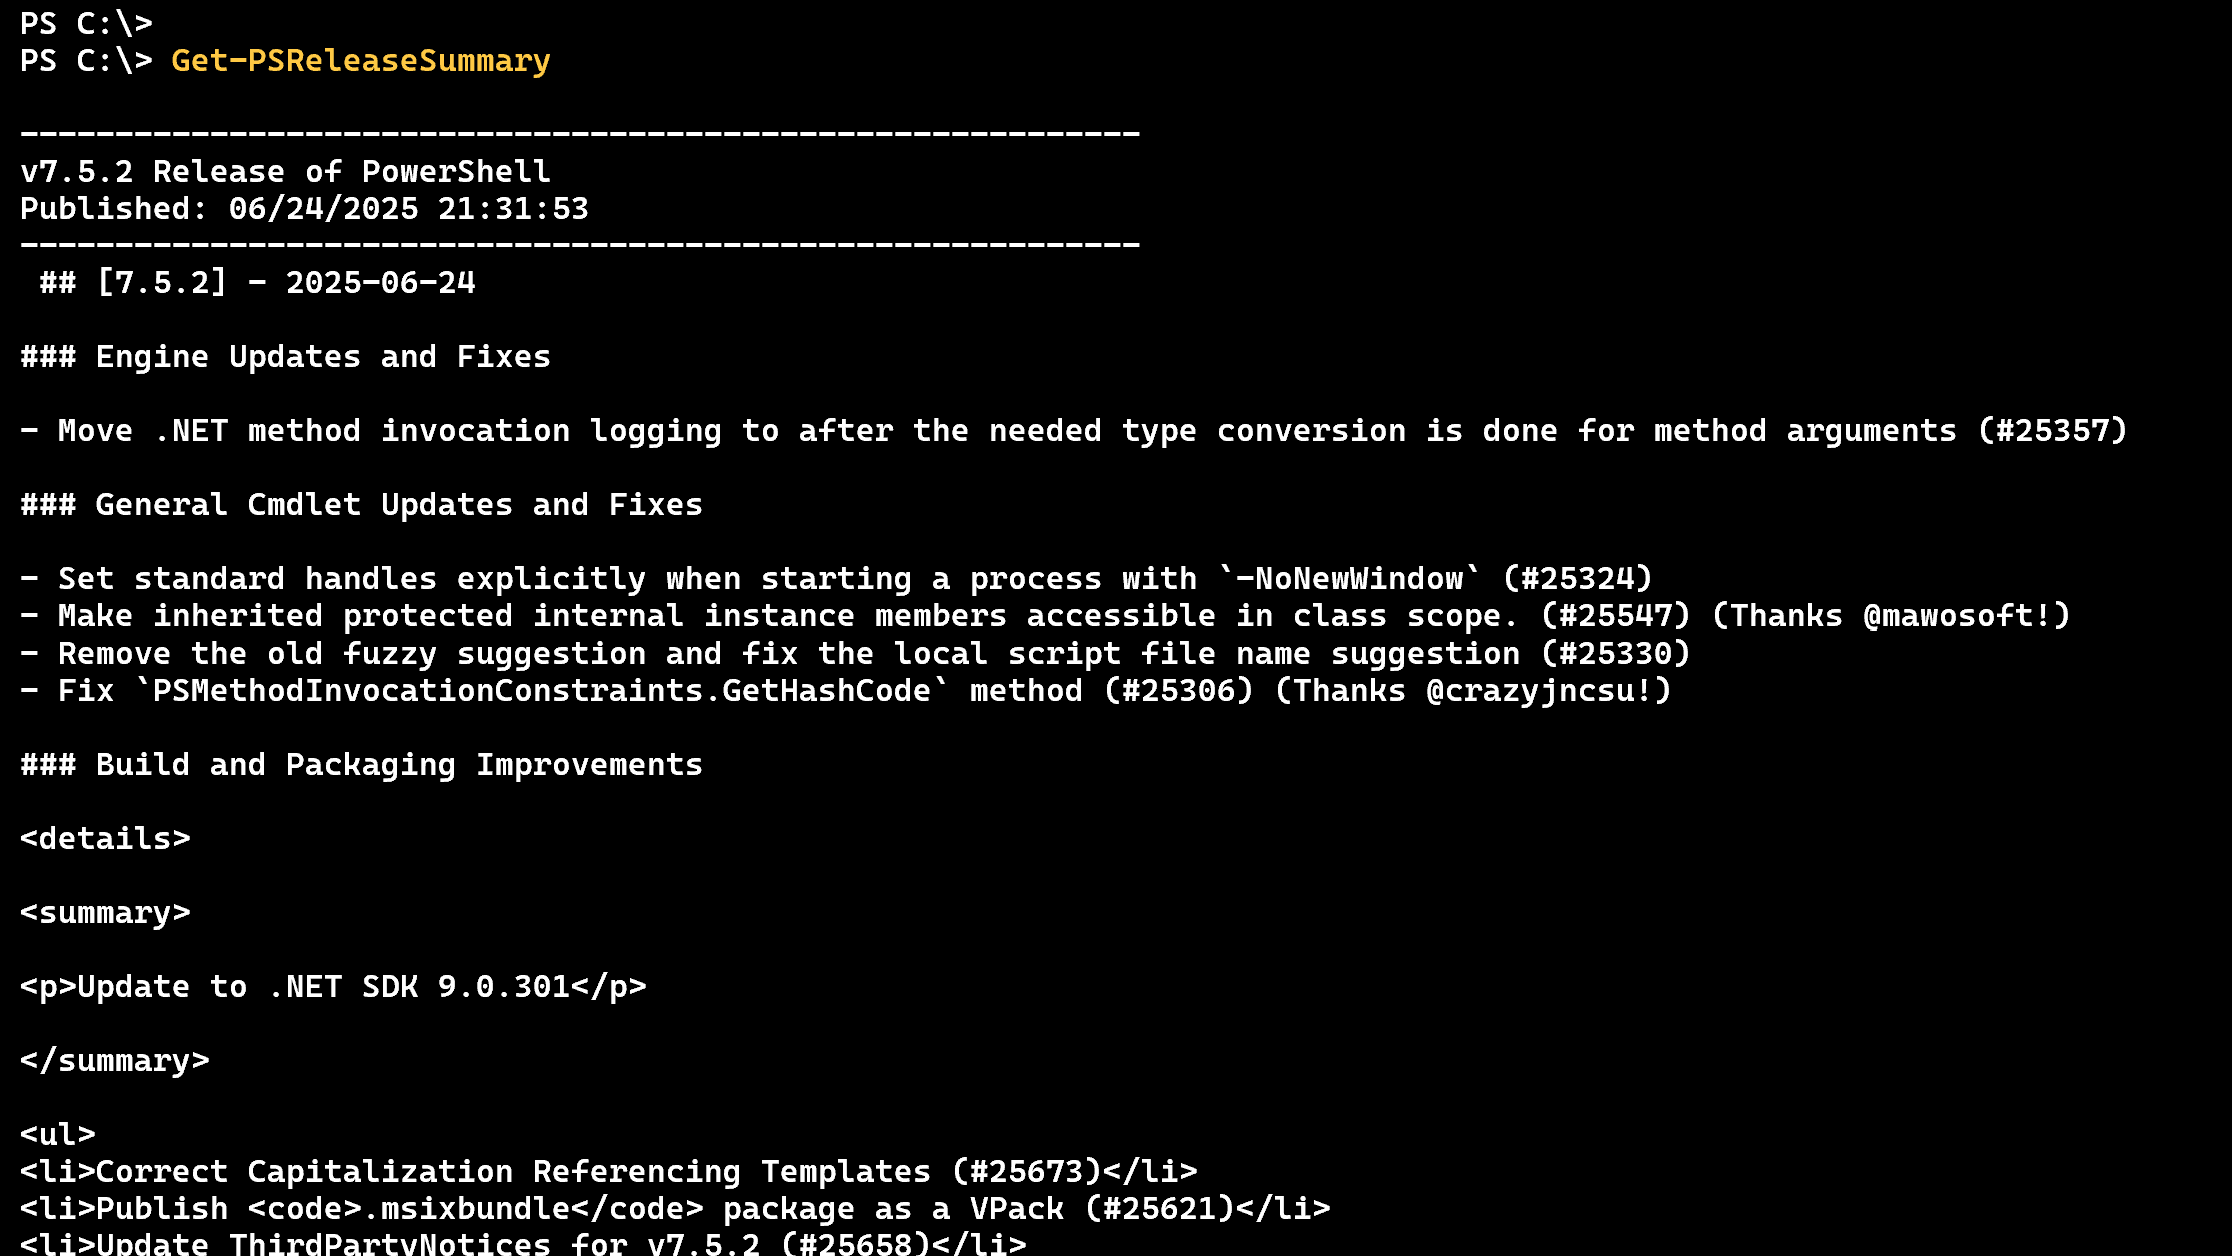 PS C:\>
PS C:\> Get-PSReleaseSummary
-----------------------------------------------------------
v7.5.2 Release of PowerShell
Published: 06/24/2025 21:31:53
-----------------------------------------------------------
## [7.5.2] - 2025-06-24
### Engine Updates and Fixes
- Move .NET method invocation logging to after the needed type conversion is done for method arguments (#25357)
### General Cmdlet Updates and Fixes
- Set standard handles explicitly when starting a process with `-NoNewWindow` (#25324)
- Make inherited protected internal instance members accessible in class scope. (#25547) (Thanks @mawosoft!)
- Remove the old fuzzy suggestion and fix the local script file name suggestion (#25330)
- Fix `PSMethodInvocationConstraints.GetHashCode` method (#25306) (Thanks @crazyjncsu!)
### Build and Packaging Improvements
<details>
<summary>
<p>Update to .NET SDK 9.0.301</p>
</summary>
<ul>
<li>Correct Capitalization Referencing Templates (#25673)</li>
<li>Publish <code>.msixbundle</code> package as a VPack (#25621)</li>
<li>Update ThirdPartyNotices for v7.5.2 (#25658)</li>